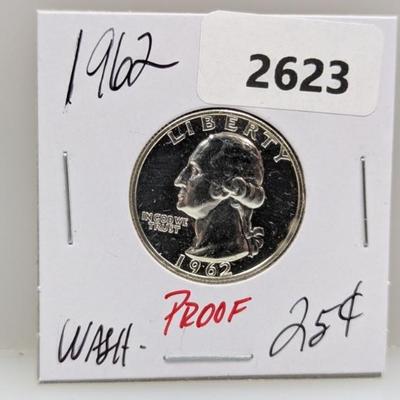 1962
2623
LIBERTY
IN GOD WE
TRUST
1962
WASH-
PROOF
25¢